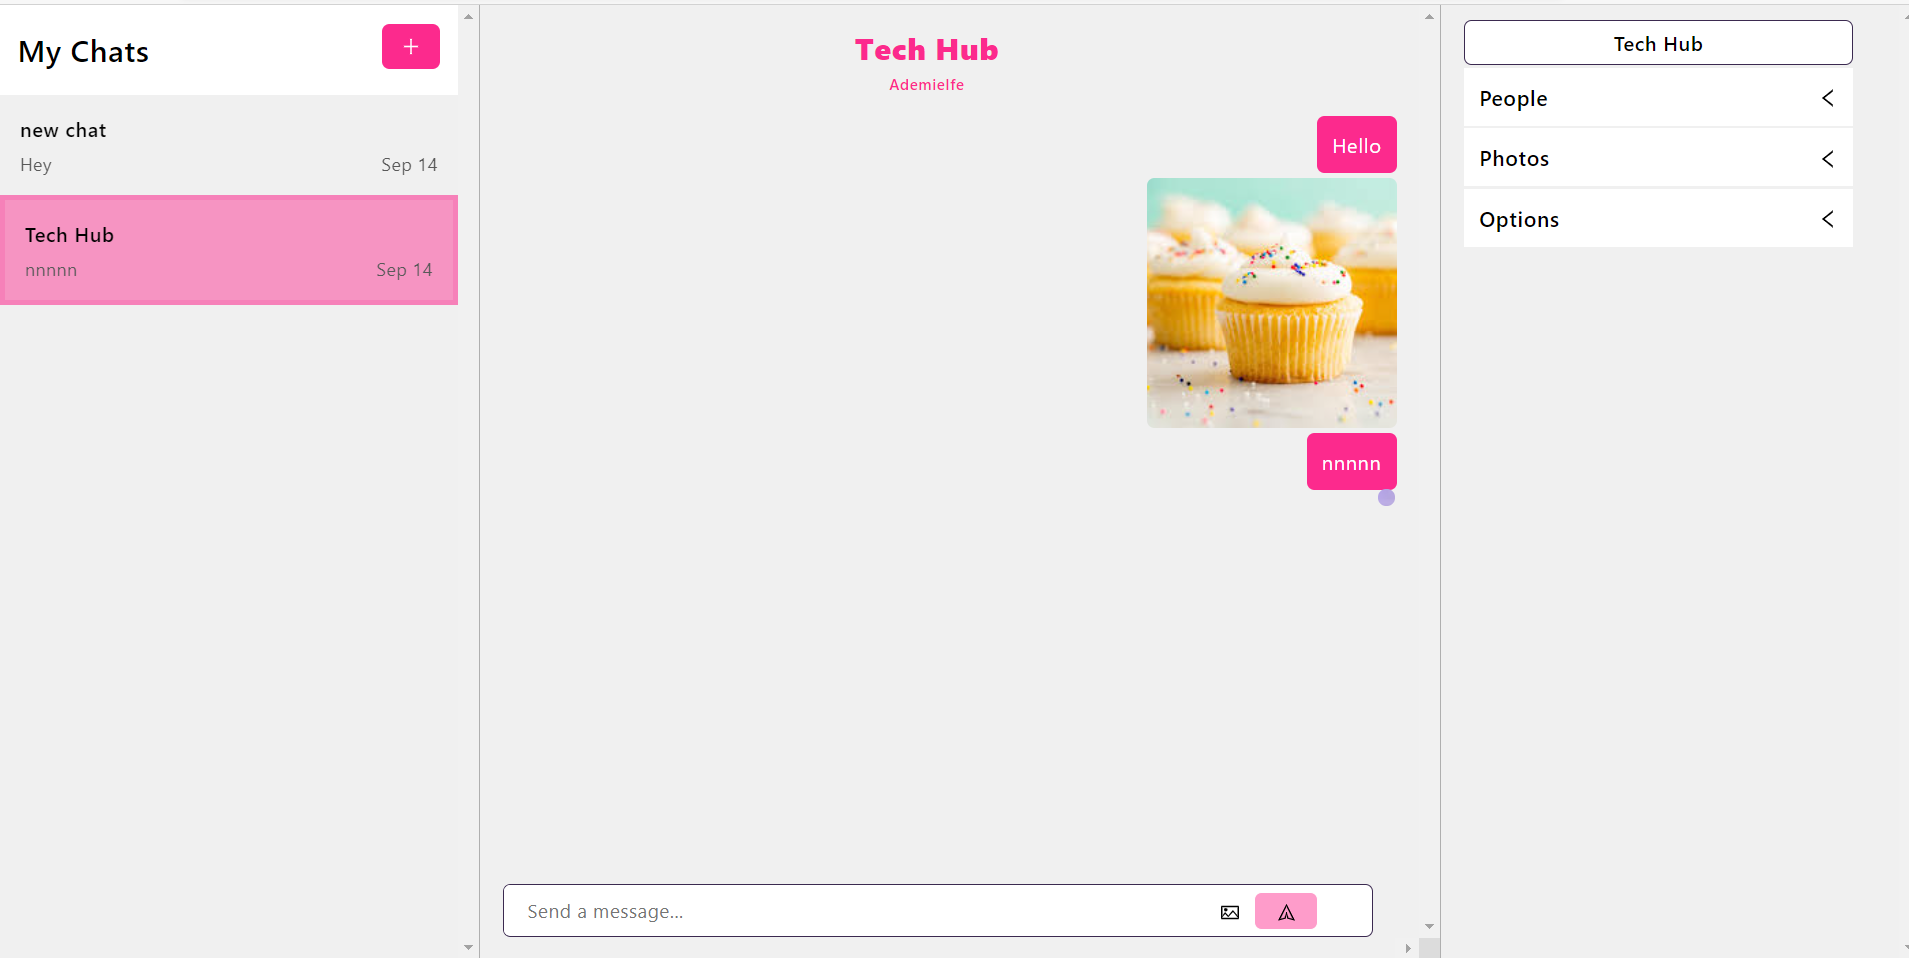 My Chats
+
new chat
Hey
Sep 14
Tech Hub
nnnnn
Sep 14
Tech Hub
Ademielfe
Hello
nnnnn
Send a message...
Tech Hub
People
Photos
Options